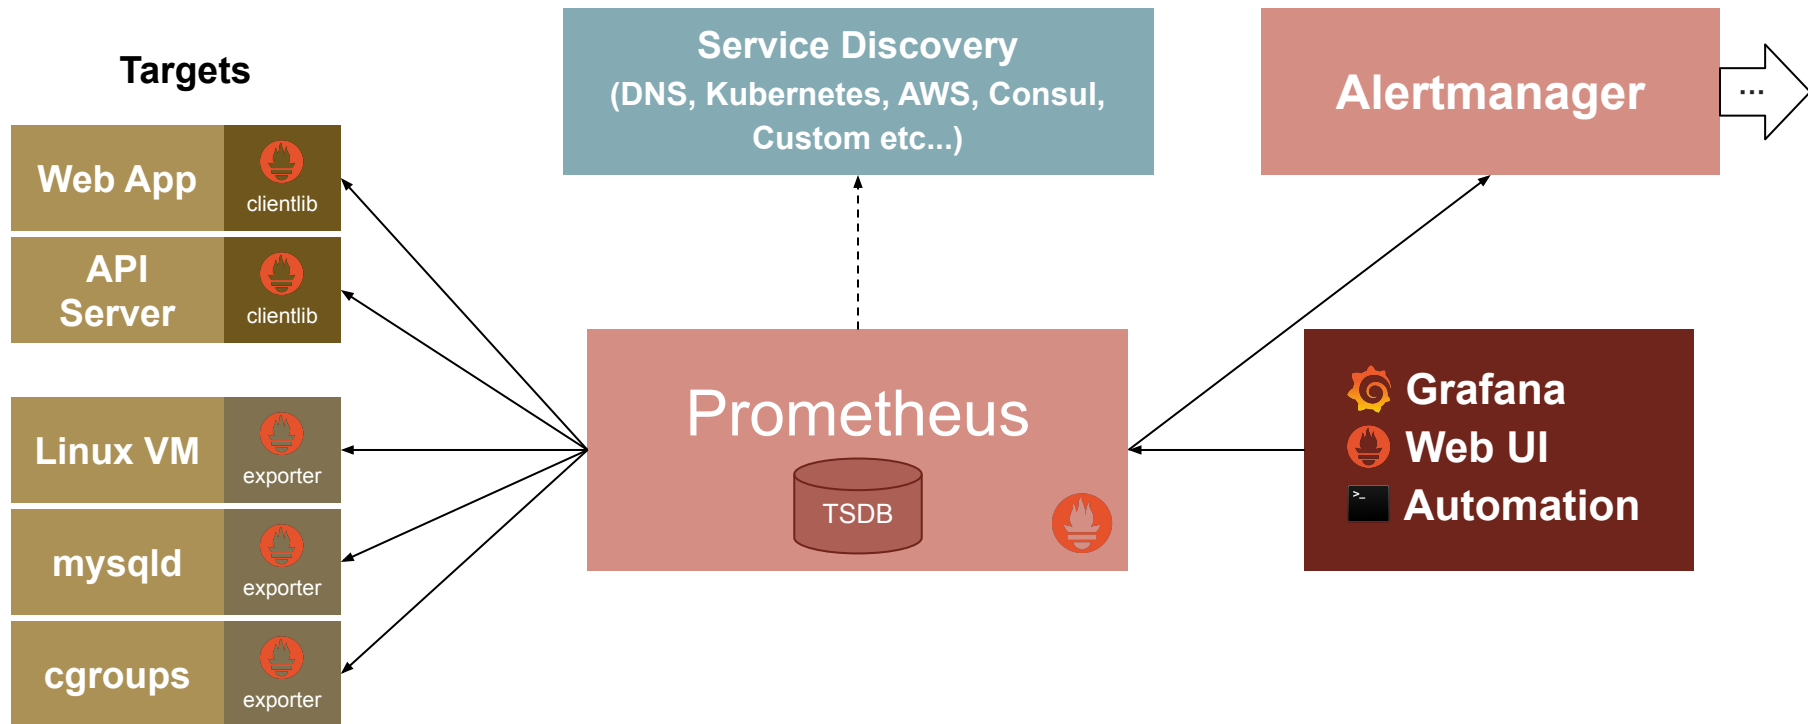 Targets
Web App
clientlib
API
Server
clientlib
Linux VM
exporter
mysqld
exporter
cgroups
exporter
Service Discovery
(DNS, Kubernetes, AWS, Consul,
Custom etc...)
Prometheus
TSDB
Alertmanager
...
Grafana
Web UI
>_
Automation